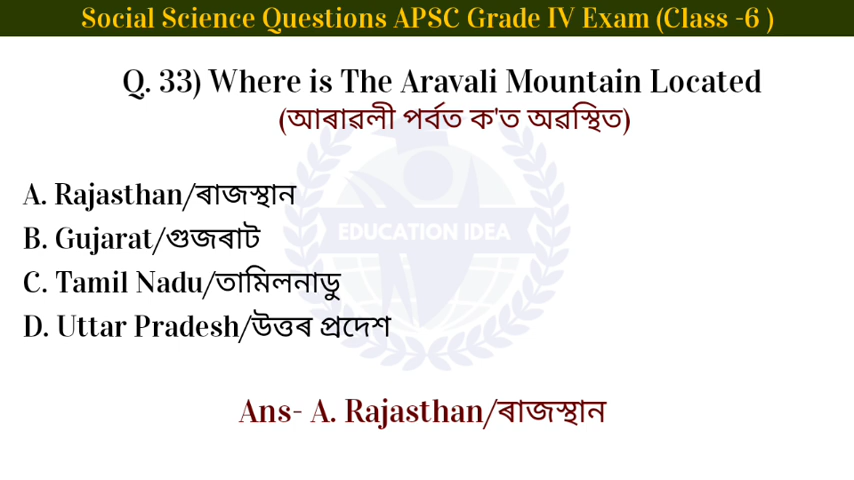 Social Science Questions APSC Grade IV Exam (Class -6 )
Q. 33) Where is The Aravali Mountain Located
(আৰাৱলী পৰ্বত ক'ত অৱস্থিত)
A. Rajasthan/ৰাজস্থান
B. Gujarat/গুজৰাট
C. Tamil Nadu/তামিলনাডু
D. Uttar Pradesh/উত্তৰ প্ৰদেশ
EDUCATION IDEA
Ans- A. Rajasthan/ৰাজস্থান